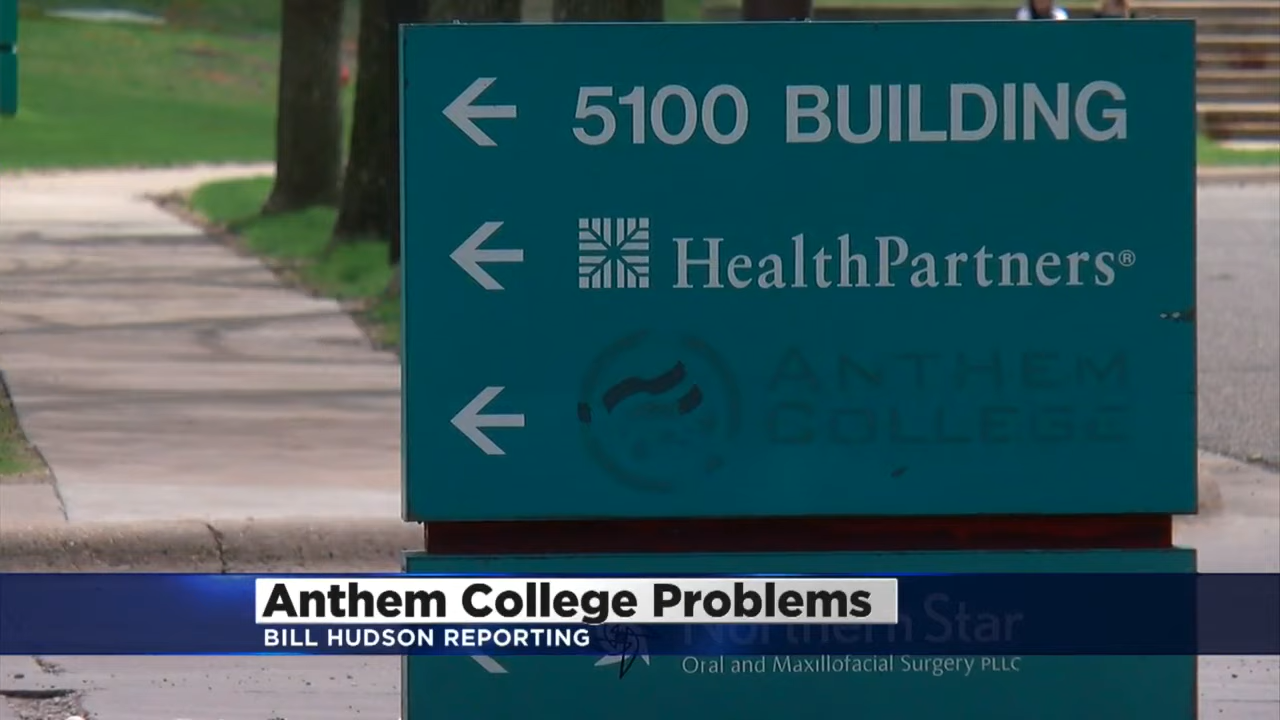 5100 BUILDING
HealthPartners®
ANTHEM
COLLEGE
Anthem College Problems
BILL HUDSON REPORTING
Northern Star
Oral and Maxillofacial Surgery PLLC